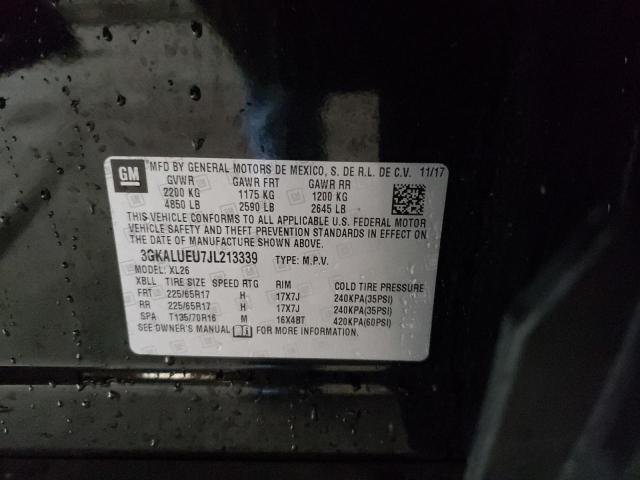 GM
MFD BY GENERAL MOTORS DE MEXICO, S. DE R.L. DE C.V. 11/17
GVWR GAWR FRT GAWR RR
2200 KG 1175 KG 1200 KG
4850 LB 2590 LB 2645 LB
THIS VEHICLE CONFORMS TO ALL APPLICABLE U.S. FEDERAL MOTOR
VEHICLE SAFETY AND THEFT PREVENTION STANDARDS IN EFFECT ON
THE DATE OF MANUFACTURE SHOWN ABOVE.
3GKALUEU7JL213339 TYPE: M.P.V.
MODEL: XL26
XBLL TIRE SIZE SPEED RTG RIM COLD TIRE PRESSURE
FRT 225/65R17 H 17X7J 240KPA(35PSI)
RR 225/65R17 H 17X7J 240KPA(35PSI)
SPA T135/70R16 M 16X4BT 420KPA(60PSI)
SEE OWNER'S MANUAL FOR MORE INFORMATION